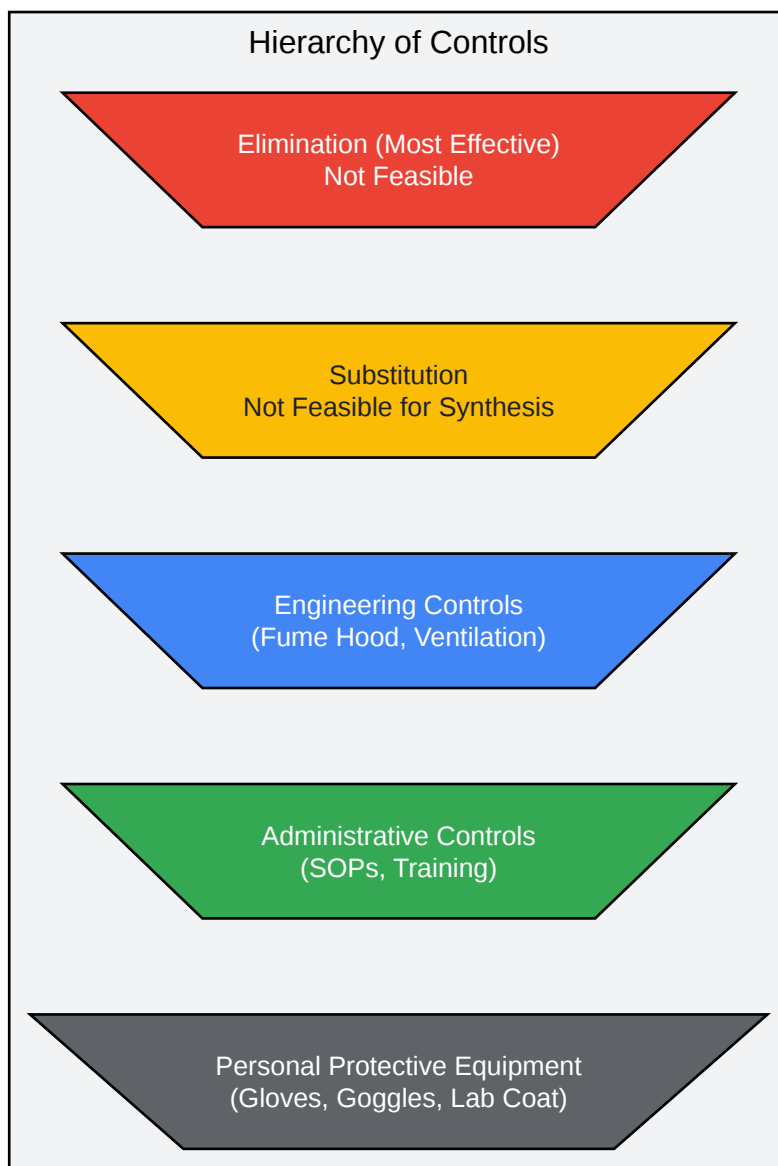 Hierarchy of Controls
Elimination (Most Effective)
Not Feasible
Substitution
Not Feasible for Synthesis
Engineering Controls
(Fume Hood, Ventilation)
Administrative Controls
(SOPs, Training)
Personal Protective Equipment
(Gloves, Goggles, Lab Coat)